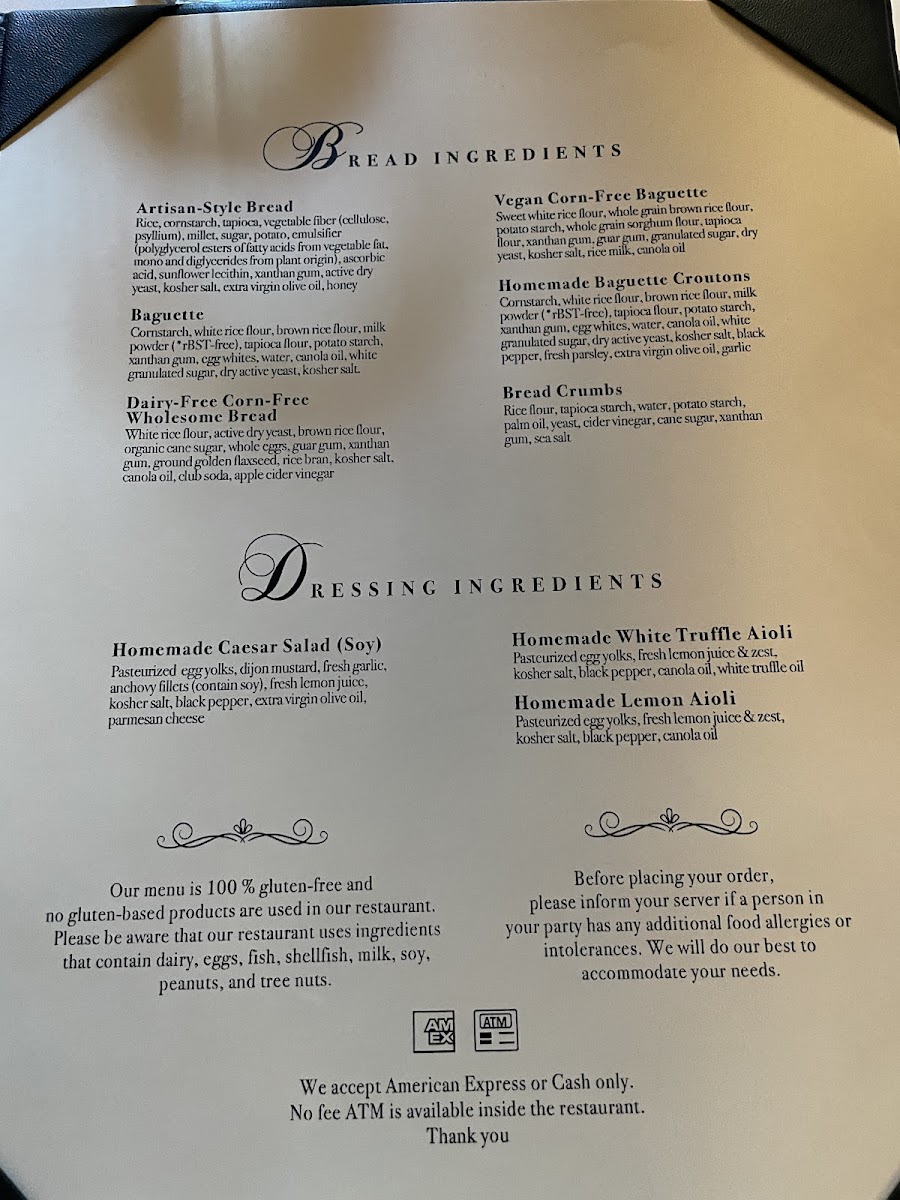 BREAD INGREDIENTS
Artisan-Style Bread
Rice, cornstarch, tapioca, vegetable fiber (cellulose,
psyllium), millet, sugar, potato, emulsifier
(polyglycerol esters of fatty acids from vegetable fat,
mono and diglycerides from plant origin), ascorbic
acid, sunflower lecithin, xanthan gum, active dry
yeast, kosher salt, extra virgin olive oil, honey
Baguette
Cornstarch, white rice flour, brown rice flour, milk
powder (*rBST-free), tapioca flour, potato starch,
xanthan gum, egg whites, water, canola oil, white
granulated sugar, dry active yeast, kosher salt.
Dairy-Free Corn-Free
Wholesome Bread
White rice flour, active dry yeast, brown rice flour,
organic cane sugar, whole eggs, guar gum, xanthan
gum, ground golden flaxseed, rice bran, kosher salt,
canola oil, club soda, apple cider vinegar
Vegan Corn-Free Baguette
Sweet white rice flour, whole grain brown rice flour,
potato starch, whole grain sorghum flour, tapioca
flour, xanthan gum, guar gum, granulated sugar, dry
yeast, kosher salt, rice milk, canola oil
Homemade Baguette Croutons
Cornstarch, white rice flour, brown rice flour, milk
powder (*rBST-free), tapioca flour, potato starch,
xanthan gum, egg whites, water, canola oil, white
granulated sugar, dry active yeast, kosher salt, black
pepper, fresh parsley, extra virgin olive oil, garlic
Bread Crumbs
Rice flour, tapioca starch, water, potato starch,
palm oil, yeast, cider vinegar, cane sugar, xanthan
gum, sea salt
DRESSING INGREDIENTS
Homemade Caesar Salad (Soy)
Pasteurized egg yolks, dijon mustard, fresh garlic,
anchovy fillets (contain soy), fresh lemon juice,
kosher salt, black pepper, extra virgin olive oil,
parmesan cheese
Homemade White Truffle Aioli
Pasteurized egg yolks, fresh lemon juice & zest,
kosher salt, black pepper, canola oil, white truffle oil
Homemade Lemon Aioli
Pasteurized egg yolks, fresh lemon juice & zest,
kosher salt, black pepper, canola oil
Our menu is 100 % gluten-free and
no gluten-based products are used in our restaurant.
Please be aware that our restaurant uses ingredients
that contain dairy, eggs, fish, shellfish, milk, soy,
peanuts, and tree nuts.
Before placing your order,
please inform your server if a person in
your party has any additional food allergies or
intolerances. We will do our best to
accommodate your needs.
AM
EX
ATM
We accept American Express or Cash only.
No fee ATM is available inside the restaurant.
Thank you